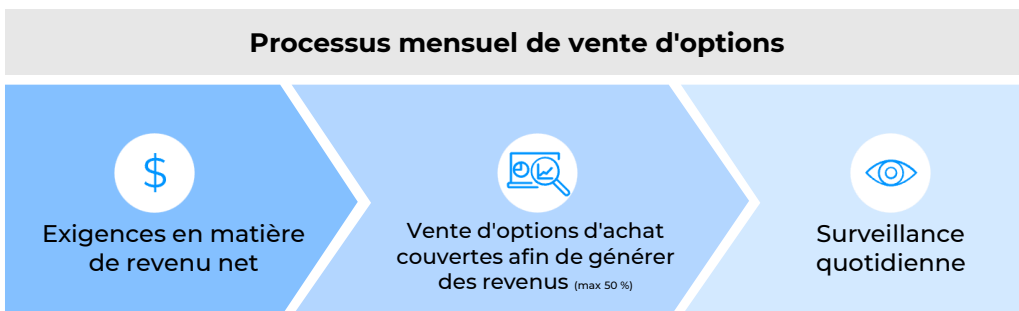 Processus mensuel de vente d'options
$
Exigences en matière
de revenu net
Vente d'options d'achat
couvertes afin de générer
des revenus (max 50 %)
Surveillance
quotidienne